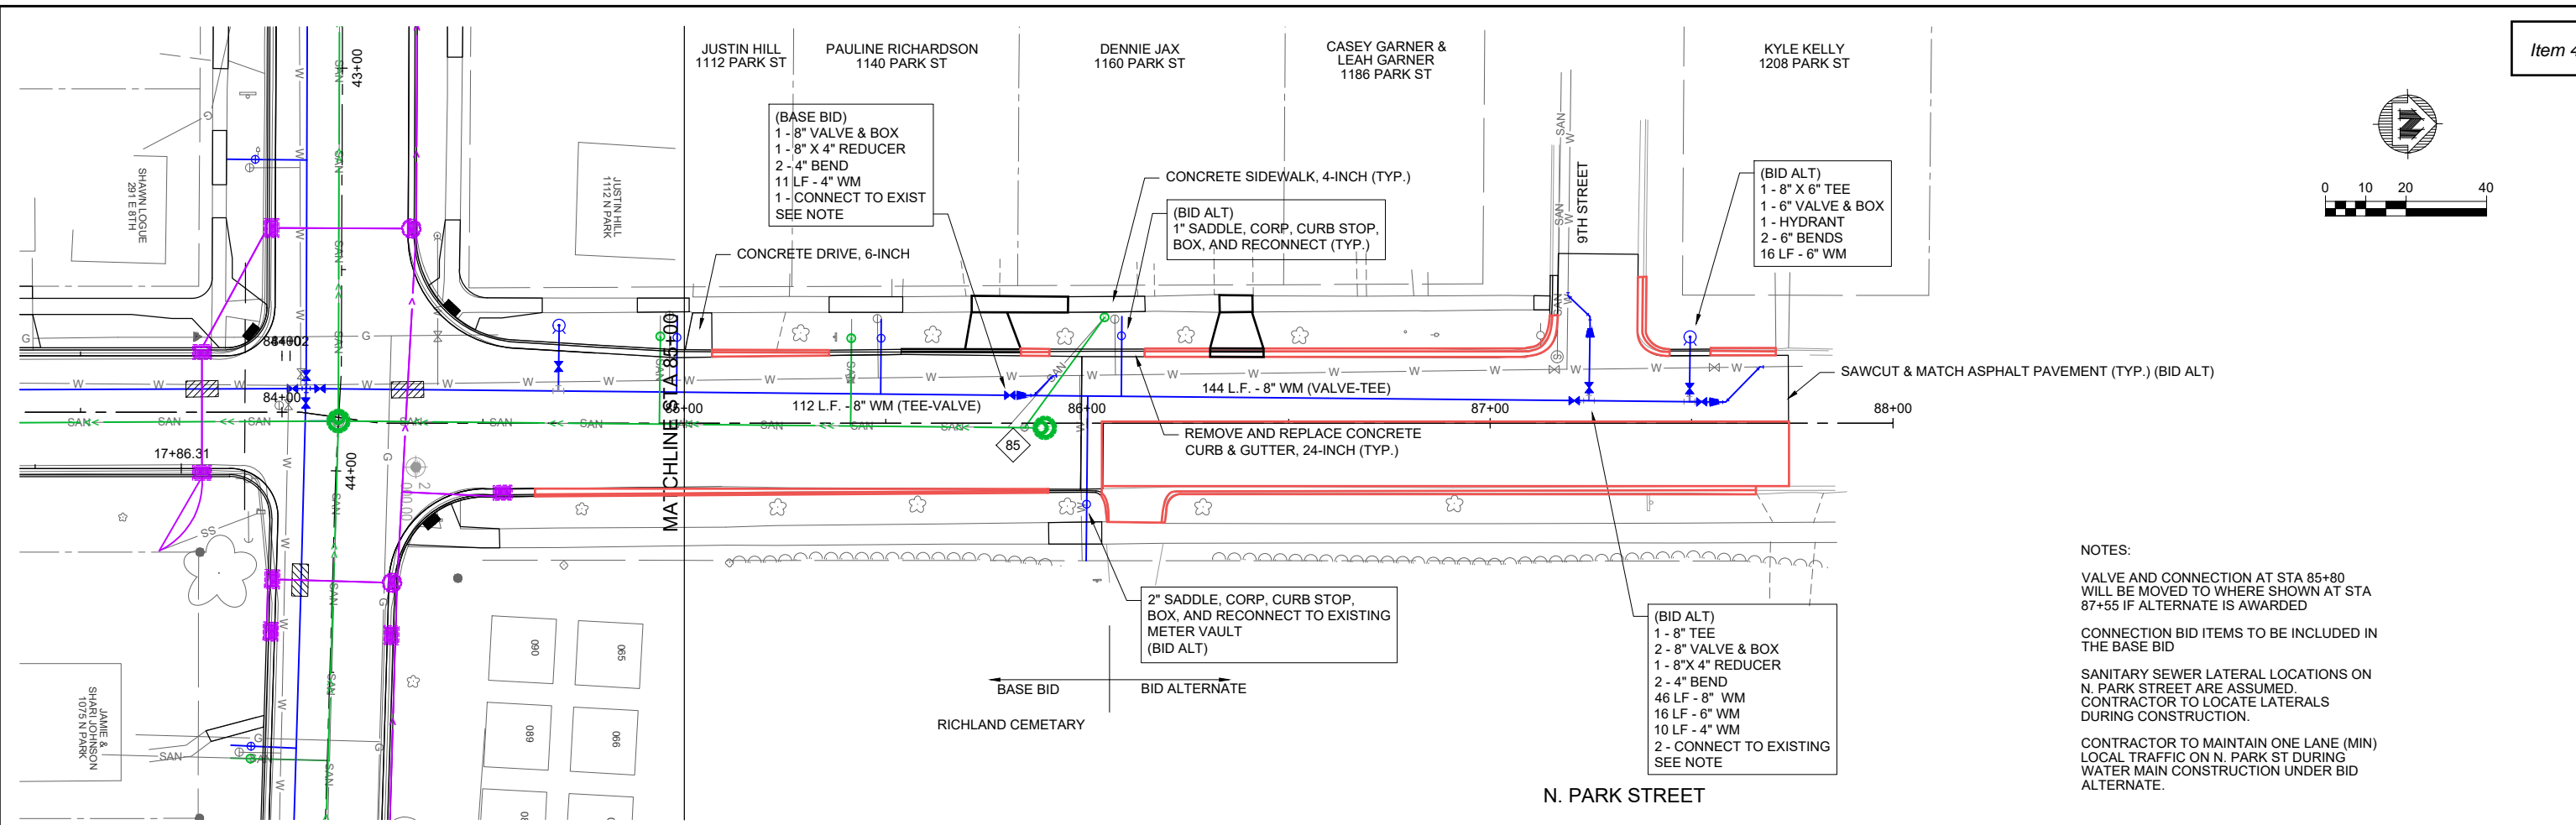 Item 4
JUSTIN HILL
1112 PARK ST
PAULINE RICHARDSON
1140 PARK ST
DENNIE JAX
1160 PARK ST
CASEY GARNER &
LEAH GARNER
1186 PARK ST
KYLE KELLY
1208 PARK ST
N
0 10 20 40
43+00
SHAWN LOGUE
291 E 8TH
JUSTIN HILL
1112 N PARK
(BASE BID)
1 - 8" VALVE & BOX
1 - 8" X 4" REDUCER
2 - 4" BEND
11 LF - 4" WM
1 - CONNECT TO EXIST
SEE NOTE
CONCRETE DRIVE, 6-INCH
CONCRETE SIDEWALK, 4-INCH (TYP.)
(BID ALT)
1" SADDLE, CORP, CURB STOP,
BOX, AND RECONNECT (TYP.)
9TH STREET
(BID ALT)
1 - 8" X 6" TEE
1 - 6" VALVE & BOX
1 - HYDRANT
2 - 6" BENDS
16 LF - 6" WM
SAWCUT & MATCH ASPHALT PAVEMENT (TYP.) (BID ALT)
84+00
MATCHLINE STA 85+00
85+00
112 L.F. - 8" WM (TEE-VALVE)
86+00
144 L.F. - 8" WM (VALVE-TEE)
87+00
88+00
85
REMOVE AND REPLACE CONCRETE
CURB & GUTTER, 24-INCH (TYP.)
17+86.31
44+00
SS
2" SADDLE, CORP, CURB STOP,
BOX, AND RECONNECT TO EXISTING
METER VAULT
(BID ALT)
BASE BID
BID ALTERNATE
RICHLAND CEMETARY
(BID ALT)
1 - 8" TEE
2 - 8" VALVE & BOX
1 - 8"X 4" REDUCER
2 - 4" BEND
46 LF - 8" WM
16 LF - 6" WM
10 LF - 4" WM
2 - CONNECT TO EXISTING
SEE NOTE
N. PARK STREET
JAMIE &
SHARI JOHNSON
1075 N PARK
090
065
089
066
NOTES:
VALVE AND CONNECTION AT STA 85+80
WILL BE MOVED TO WHERE SHOWN AT STA
87+55 IF ALTERNATE IS AWARDED
CONNECTION BID ITEMS TO BE INCLUDED IN
THE BASE BID
SANITARY SEWER LATERAL LOCATIONS ON
N. PARK STREET ARE ASSUMED.
CONTRACTOR TO LOCATE LATERALS
DURING CONSTRUCTION.
CONTRACTOR TO MAINTAIN ONE LANE (MIN)
LOCAL TRAFFIC ON N. PARK ST DURING
WATER MAIN CONSTRUCTION UNDER BID
ALTERNATE.